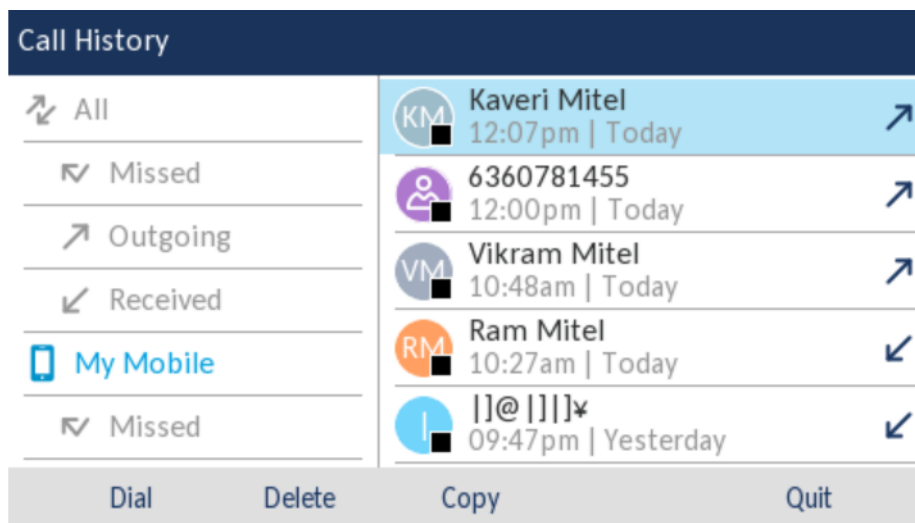 Call History
All
Missed
Outgoing
Received
My Mobile
Missed
KM
Kaveri Mitel
12:07pm | Today
6360781455
12:00pm | Today
VM
Vikram Mitel
10:48am | Today
RM
Ram Mitel
10:27am | Today
|
|]@ |]|]¥
09:47pm | Yesterday
Dial Delete Copy Quit